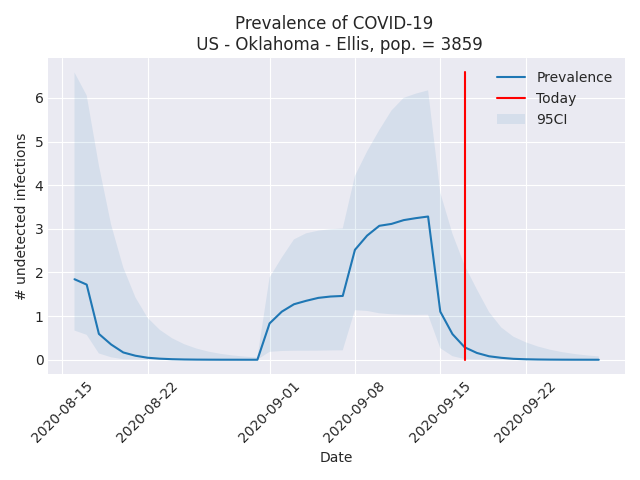 Prevalence of COVID-19
US - Oklahoma - Ellis, pop. = 3859
Prevalence
Today
95CI
# undetected infections
6
5
4
3
2
1
0
2020-08-15
2020-08-22
2020-09-01
2020-09-08
2020-09-15
2020-09-22
Date